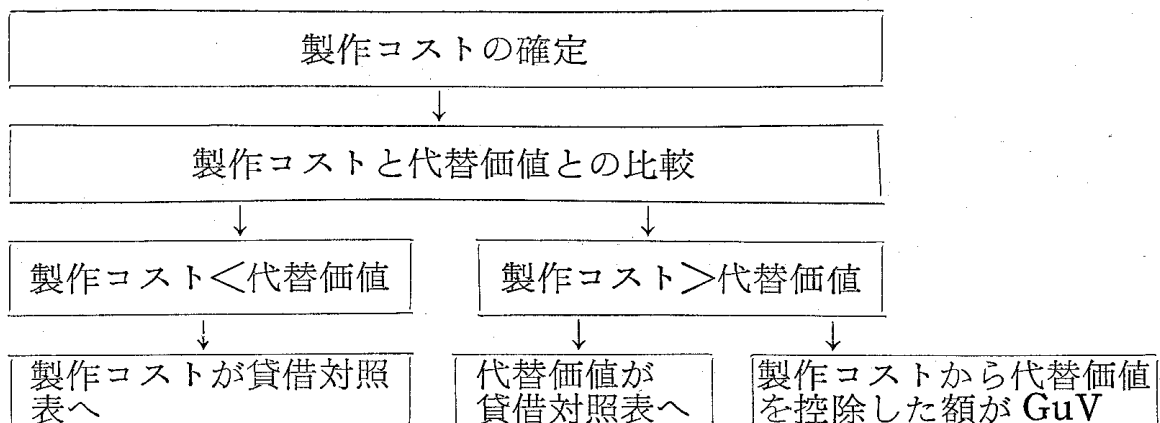 製作コストの確定
↓
製作コストと代替価値との比較
↓ ↓
製作コスト<代替価値 製作コスト>代替価値
↓ ↓ ↓
製作コストが貸借対照
表へ
代替価値が
貸借対照表へ
製作コストから代替価値
を控除した額が GuV